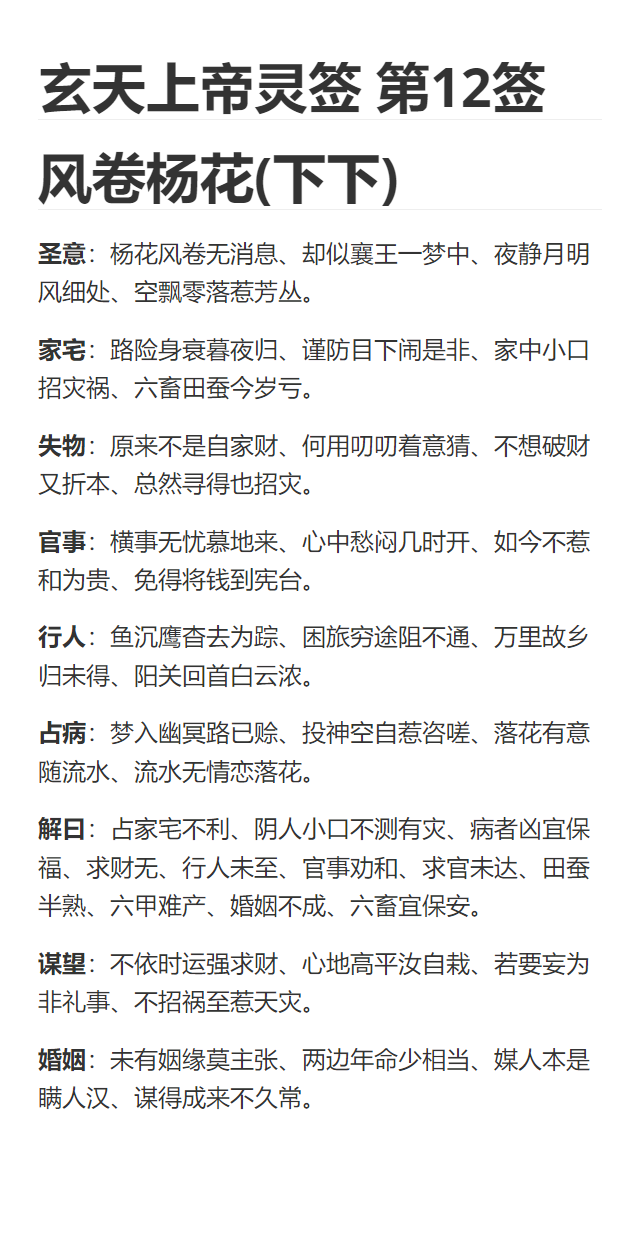 玄天上帝灵签 第12签
风卷杨花(下下)
圣意：杨花风卷无消息、却似襄王一梦中、夜静月明
风细处、空飘零落惹芳丛。
家宅：路险身衰暮夜归、谨防目下闹是非、家中小口
招灾祸、六畜田蚕今岁亏。
失物：原来不是自家财、何用叨叨着意猜、不想破财
又折本、总然寻得也招灾。
官事：横事无忧慕地来、心中愁闷几时开、如今不惹
和为贵、免得将钱到宪台。
行人：鱼沉鹰杳去为踪、困旅穷途阻不通、万里故乡
归未得、阳关回首白云浓。
占病：梦入幽冥路已赊、投神空自惹咨嗟、落花有意
随流水、流水无情恋落花。
解曰：占家宅不利、阴人小口不测有灾、病者凶宜保
福、求财无、行人未至、官事劝和、求官未达、田蚕
半熟、六甲难产、婚姻不成、六畜宜保安。
谋望：不依时运强求财、心地高平汝自栽、若要妄为
非礼事、不招祸至惹天灾。
婚姻：未有姻缘莫主张、两边年命少相当、媒人本是
瞒人汉、谋得成来不久常。